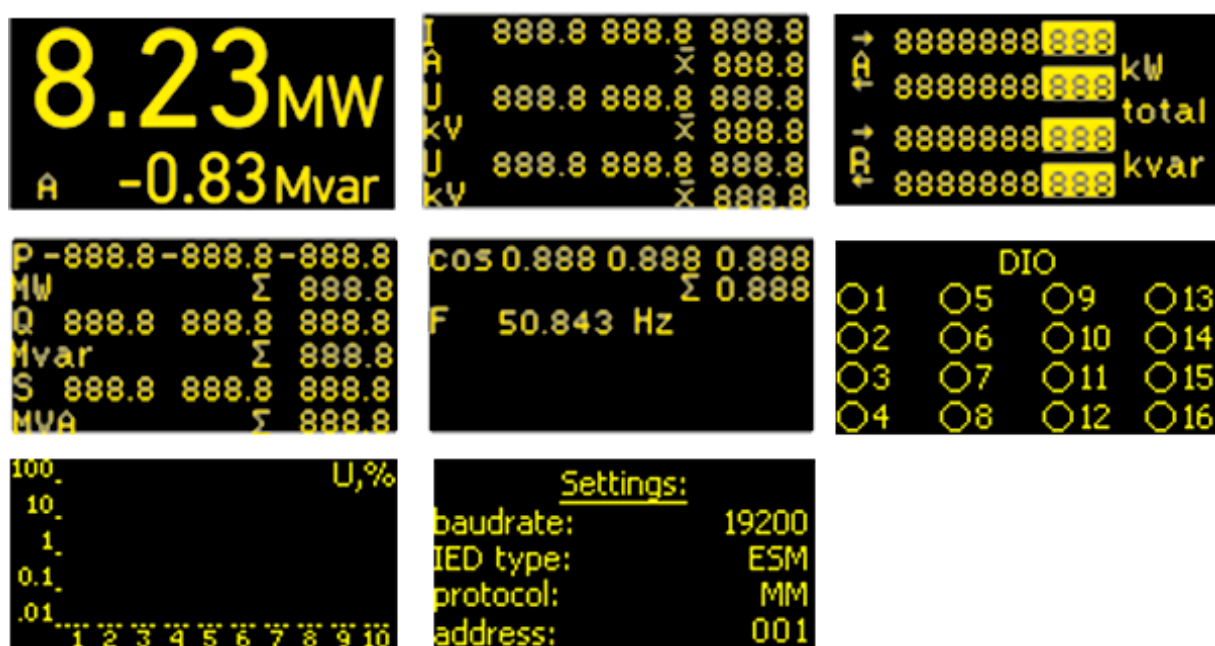 8.23 MW
A -0.83 Mvar
I 888.8 888.8 888.8
A x̄ 888.8
U 888.8 888.8 888.8
kV x̄ 888.8
U 888.8 888.8 888.8
kV x̄ 888.8
→ 8888888888
A kW
← 8888888888
total
→ 8888888888
R kvar
← 8888888888
P -888.8 -888.8 -888.8
MW Σ 888.8
Q 888.8 888.8 888.8
Mvar Σ 888.8
S 888.8 888.8 888.8
MVA Σ 888.8
cos 0.888 0.888 0.888
Σ 0.888
F 50.843 Hz
DIO
1 5 9 13
2 6 10 14
3 7 11 15
4 8 12 16
100 U,%
10
1
0.1
.01
1 2 3 4 5 6 7 8 9 10
Settings:
baudrate: 19200
IED type: ESM
protocol: MM
address: 001